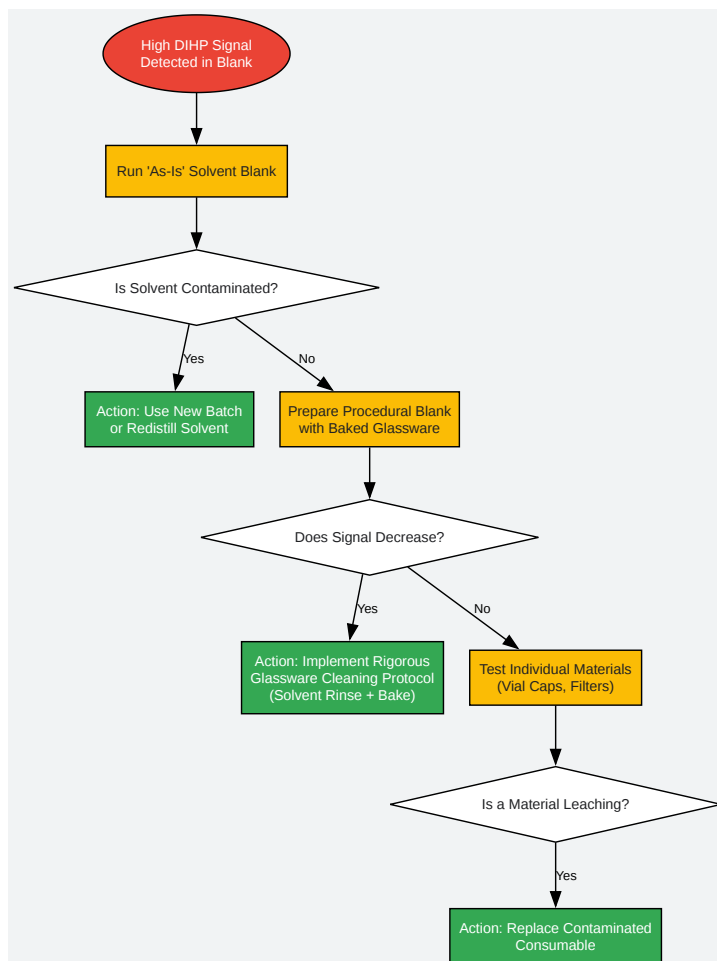 High DIHP Signal
Detected in Blank
Run 'As-Is' Solvent Blank
Is Solvent Contaminated?
Yes
No
Action: Use New Batch
or Redistill Solvent
Prepare Procedural Blank
with Baked Glassware
Does Signal Decrease?
Yes
No
Action: Implement Rigorous
Glassware Cleaning Protocol
(Solvent Rinse + Bake)
Test Individual Materials
(Vial Caps, Filters)
Is a Material Leaching?
Yes
Action: Replace Contaminated
Consumable